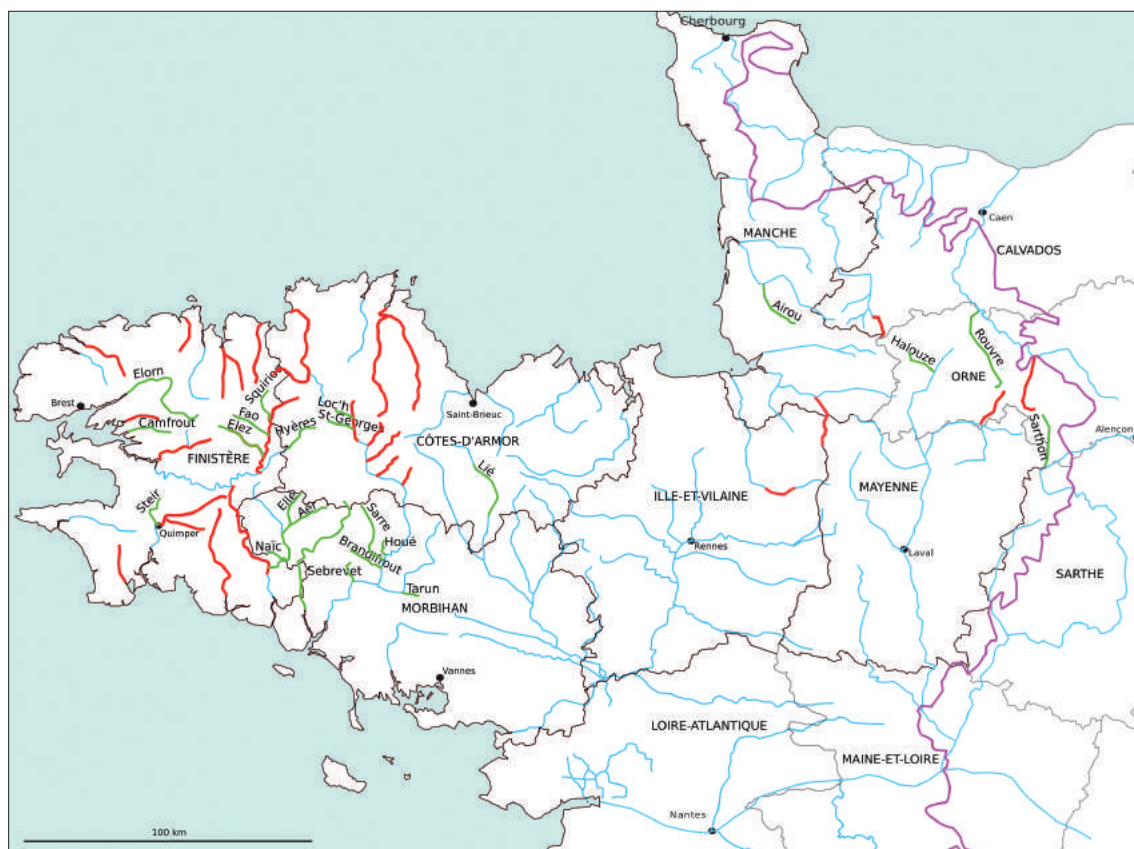 Cherbourg
Caen
MANCHE
CALVADOS
Airou
Halouze
Rouvre
ORNE
Sarthon
Alençon
Elorn
Squiriou
Brest
Camfrout
Fao
Elez
Hyères
Loc'h
St-Georges
Saint-Brieuc
CÔTES-D'ARMOR
FINISTÈRE
Lié
ILLE-ET-VILAINE
MAYENNE
Steir
Quimper
Ellé
Aër
Sarre
Naïc
Houé
Brandifrout
Sebrevet
Tarun
MORBIHAN
Rennes
Laval
SARTHE
Vannes
LOIRE-ATLANTIQUE
MAINE-ET-LOIRE
Nantes
100 km